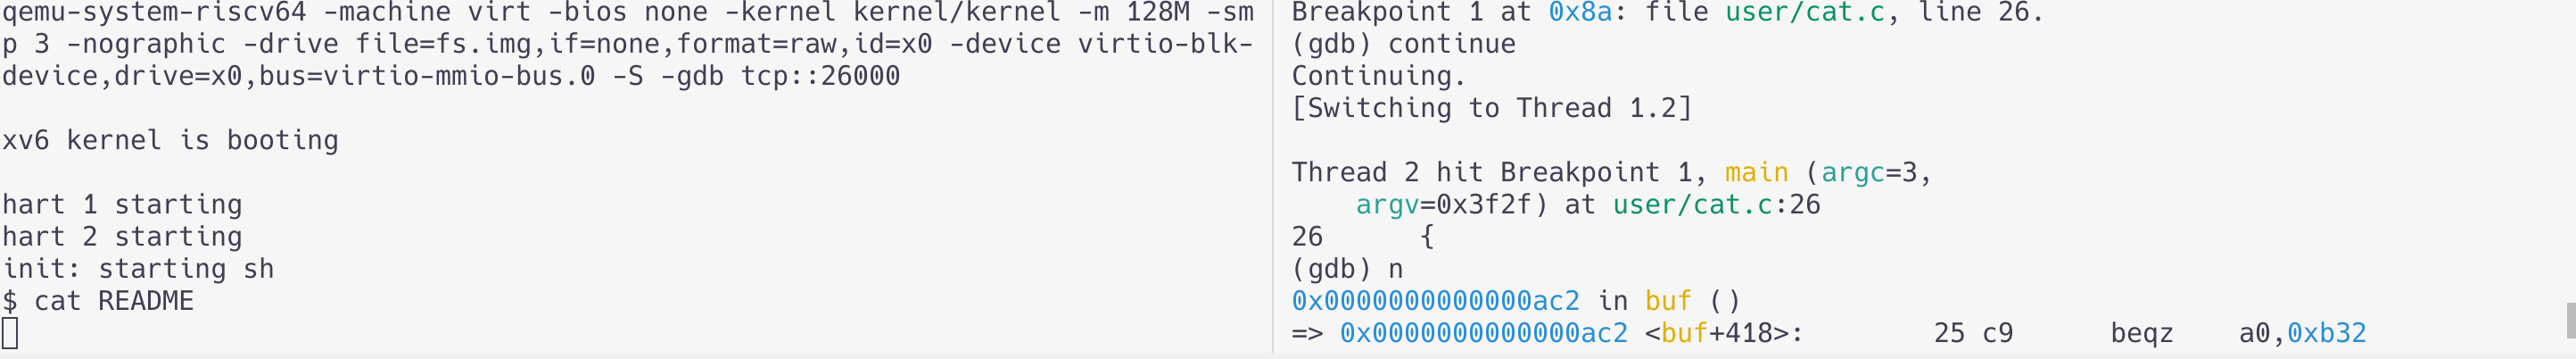 qemu-system-riscv64 -machine virt -bios none -kernel kernel/kernel -m 128M -sm
p 3 -nographic -drive file=fs.img,if=none,format=raw,id=x0 -device virtio-blk-
device,drive=x0,bus=virtio-mmio-bus.0 -S -gdb tcp::26000
xv6 kernel is booting
hart 1 starting
hart 2 starting
init: starting sh
$ cat README
Breakpoint 1 at 0x8a: file user/cat.c, line 26.
(gdb) continue
Continuing.
[Switching to Thread 1.2]
Thread 2 hit Breakpoint 1, main (argc=3,
    argv=0x3f2f) at user/cat.c:26
26      {
(gdb) n
0x0000000000000ac2 in buf ()
=> 0x0000000000000ac2 <buf+418>:        25 c9      beqz    a0,0xb32